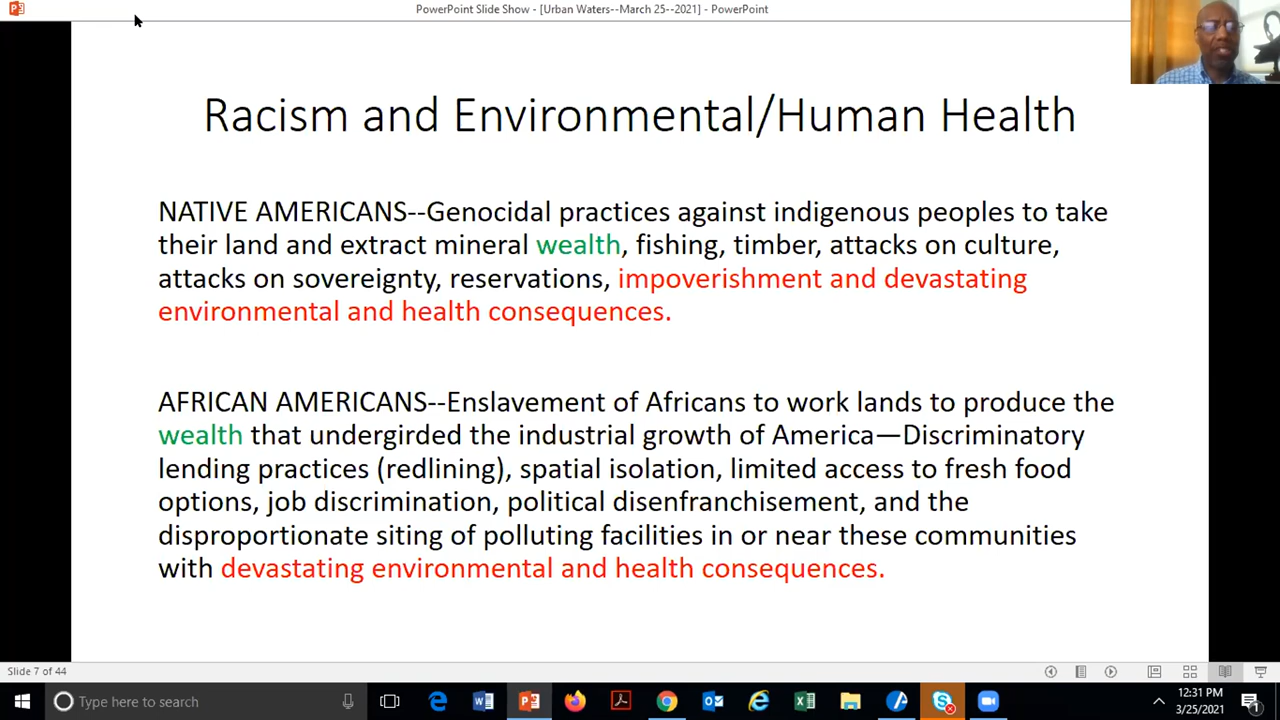 PowerPoint Slide Show - [Urban Waters--March 25--2021] - PowerPoint
Racism and Environmental/Human Health
NATIVE AMERICANS--Genocidal practices against indigenous peoples to take
their land and extract mineral wealth, fishing, timber, attacks on culture,
attacks on sovereignty, reservations, impoverishment and devastating
environmental and health consequences.
AFRICAN AMERICANS--Enslavement of Africans to work lands to produce the
wealth that undergirded the industrial growth of America—Discriminatory
lending practices (redlining), spatial isolation, limited access to fresh food
options, job discrimination, political disenfranchisement, and the
disproportionate siting of polluting facilities in or near these communities
with devastating environmental and health consequences.
Slide 7 of 44
Type here to search
12:31 PM
3/25/2021
1